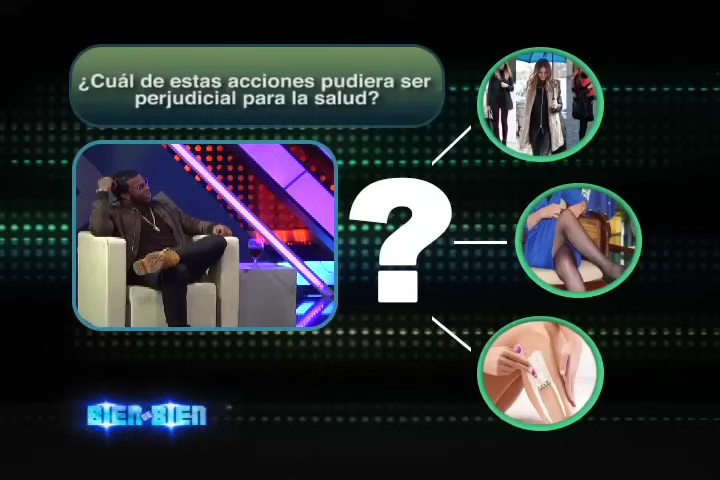 ¿Cuál de estas acciones pudiera ser
perjudicial para la salud?
?
BIEN DE BIEN